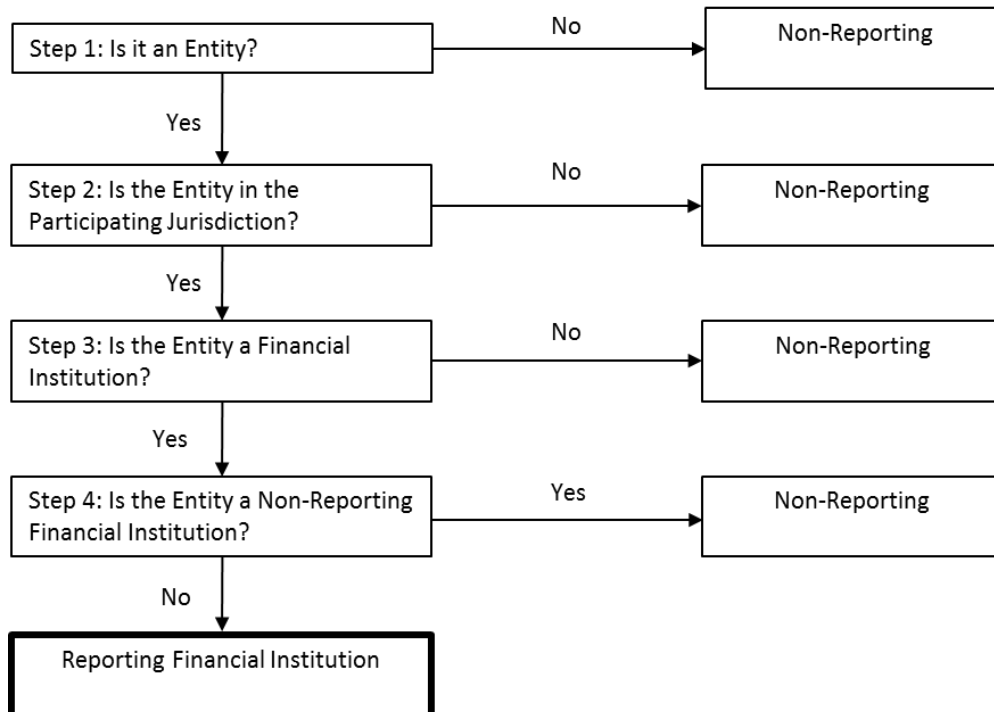 Step 1: Is it an Entity?
No
Non-Reporting
Yes
Step 2: Is the Entity in the
Participating Jurisdiction?
No
Non-Reporting
Yes
Step 3: Is the Entity a Financial
Institution?
No
Non-Reporting
Yes
Step 4: Is the Entity a Non-Reporting
Financial Institution?
Yes
Non-Reporting
No
Reporting Financial Institution